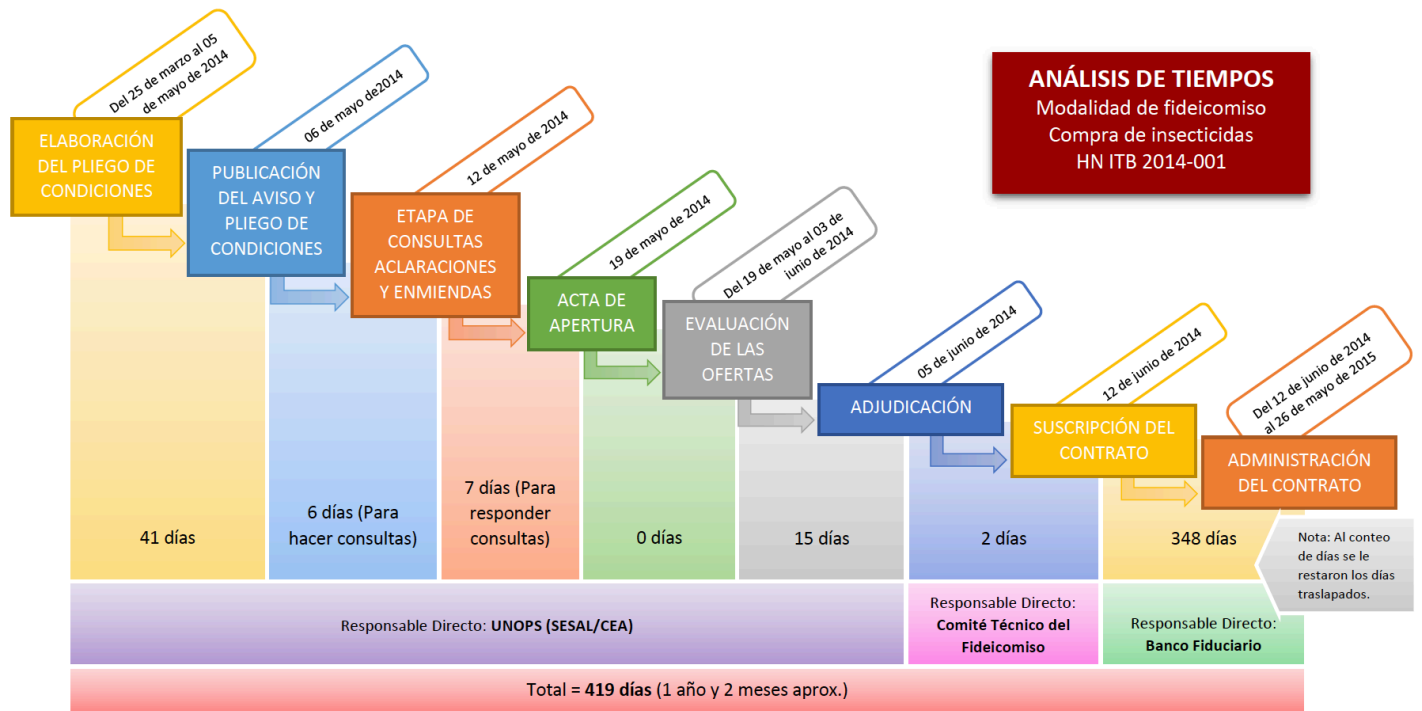 ANÁLISIS DE TIEMPOS
Modalidad de fideicomiso
Compra de insecticidas
HN ITB 2014-001
Del 25 de marzo al 05
de mayo de 2014
ELABORACIÓN
DEL PLIEGO DE
CONDICIONES
06 de mayo de2014
PUBLICACIÓN
DEL AVISO Y
PLIEGO DE
CONDICIONES
12 de mayo de 2014
ETAPA DE
CONSULTAS
ACLARACIONES
Y ENMIENDAS
19 de mayo de 2014
ACTA DE
APERTURA
Del 19 de mayo al 03 de
junio de 2014
EVALUACIÓN
DE LAS
OFERTAS
05 de junio de 2014
ADJUDICACIÓN
12 de junio de 2014
SUSCRIPCIÓN DEL
CONTRATO
Del 12 de junio de 2014
al 26 de mayo de 2015
ADMINISTRACIÓN
DEL CONTRATO
41 días
6 días (Para
hacer consultas)
7 días (Para
responder
consultas)
0 días
15 días
2 días
348 días
Nota: Al conteo
de días se le
restaron los días
traslapados.
Responsable Directo: UNOPS (SESAL/CEA)
Responsable Directo:
Comité Técnico del
Fideicomiso
Responsable Directo:
Banco Fiduciario
Total = 419 días (1 año y 2 meses aprox.)